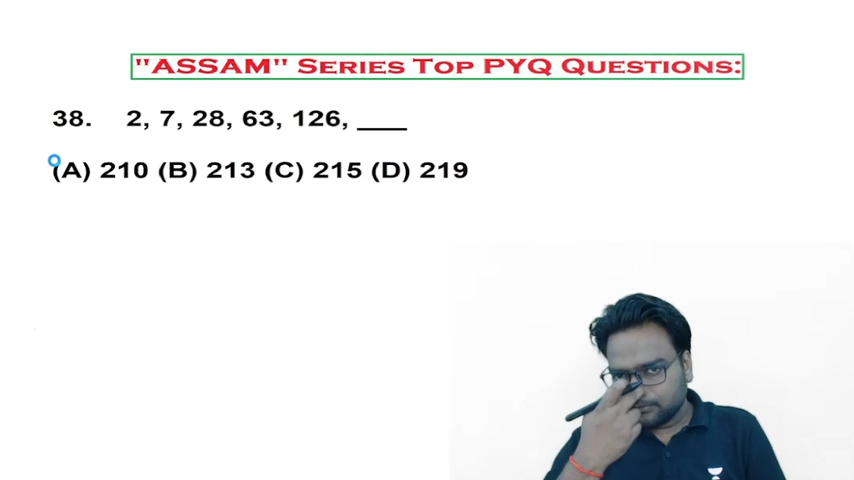 "ASSAM" SERIES TOP PYQ QUESTIONS:
38. 2, 7, 28, 63, 126, ____
(A) 210 (B) 213 (C) 215 (D) 219